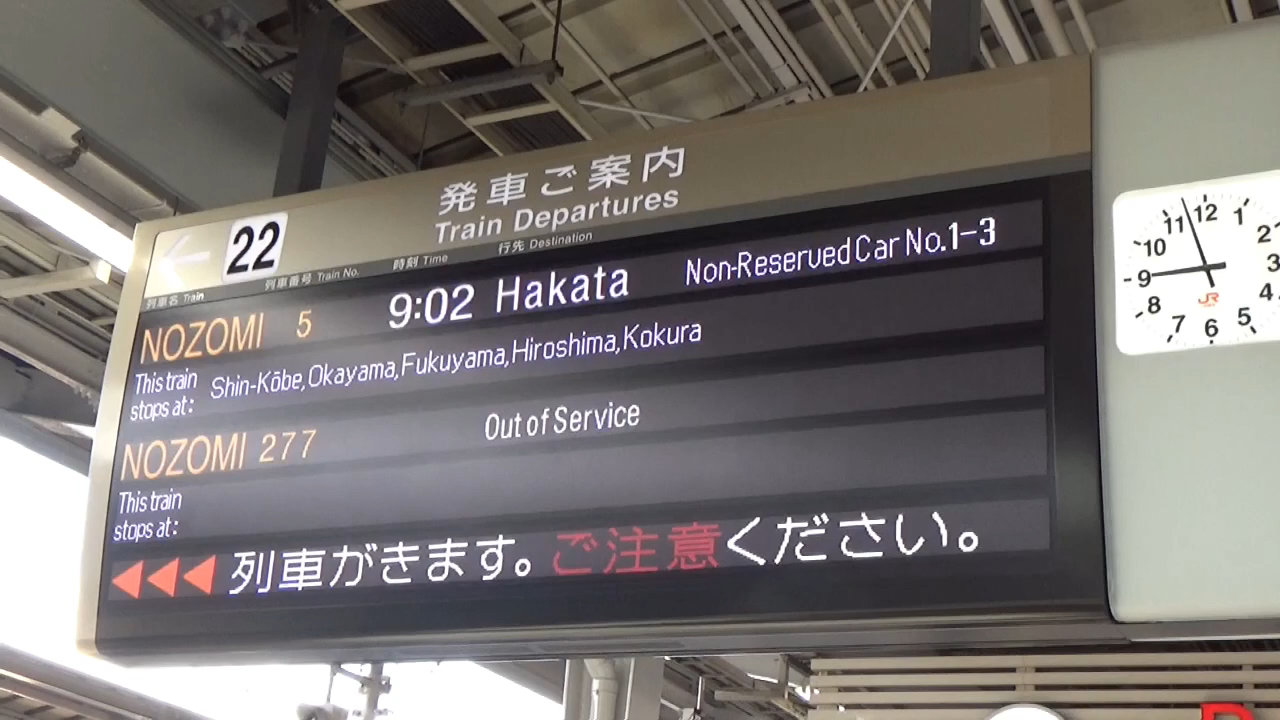 発車ご案内
Train Departures
22
列車名 Train 列車番号 Train No. 時刻 Time 行先 Destination
NOZOMI 5 9:02 Hakata Non-Reserved Car No.1-3
This train stops at: Shin-Kōbe,Okayama,Fukuyama,Hiroshima,Kokura
NOZOMI 277 Out of Service
This train
stops at:
列車がきます。ご注意ください。
12
11 1
10 2
9 3
8 4
7 5
6
JR